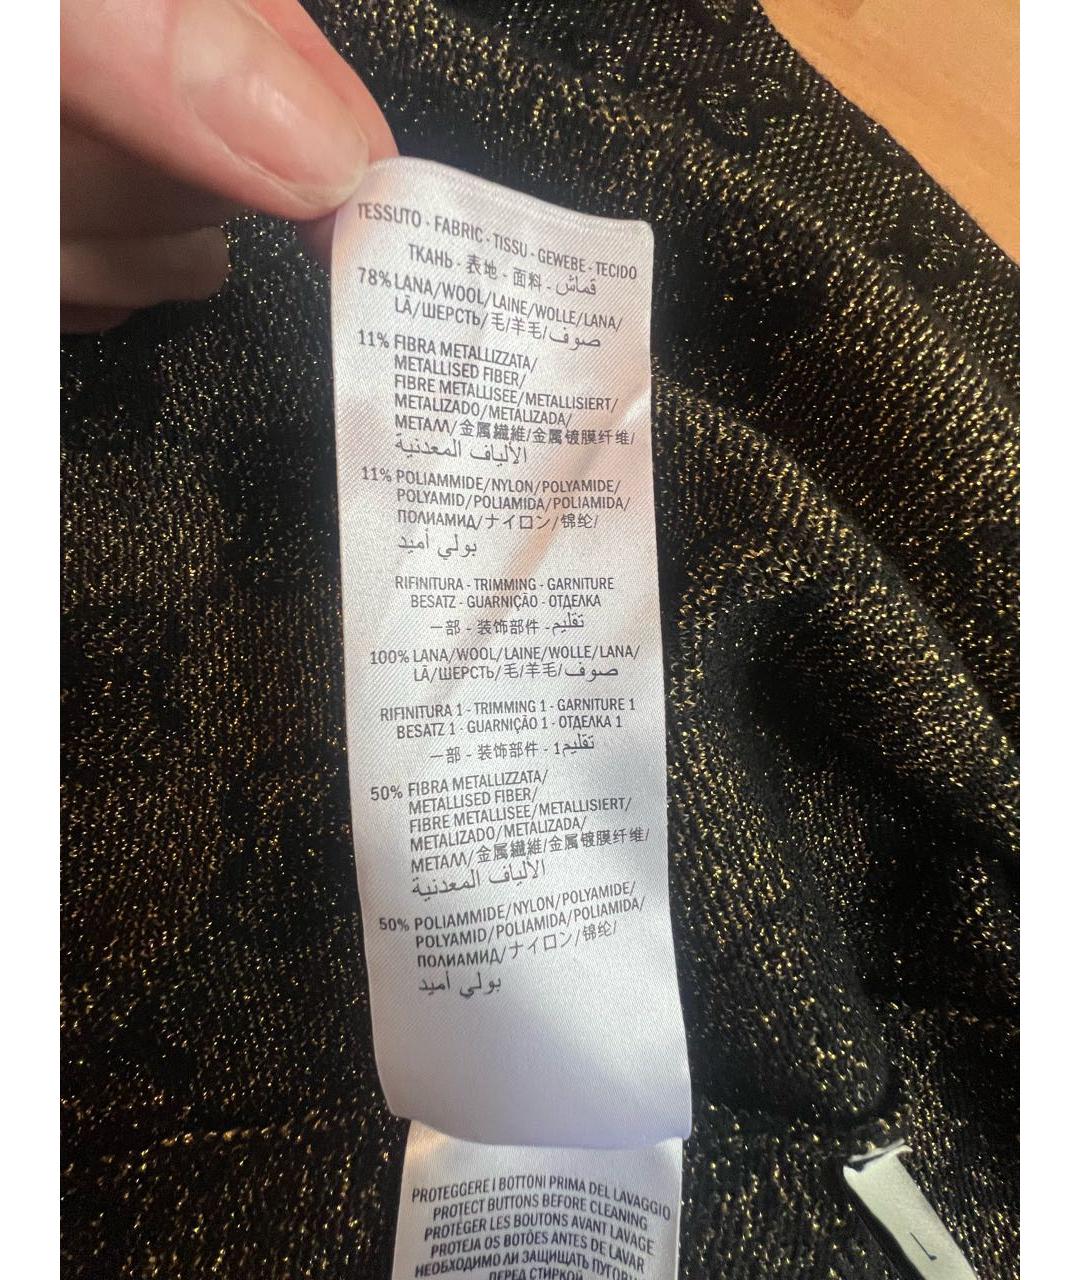 TESSUTO - FABRIC - TISSU - GEWEBE - TECIDO
ТКАНЬ - 表地 - 面料 - قماش
78% LANA/WOOL/LAINE/WOLLE/LANA/
LÃ/ШЕРСТЬ/毛/羊毛/صوف
11% FIBRA METALLIZZATA/
METALLISED FIBER/
FIBRE METALLISEE/METALLISIERT/
METALIZADO/METALIZADA/
МЕТАЛЛ/金属繊維/金属镀膜纤维/
الألياف المعدنية
11% POLIAMMIDE/NYLON/POLYAMIDE/
POLYAMID/POLIAMIDA/POLIAMIDA/
ПОЛИАМИД/ナイロン/锦纶/
بولي أميد
RIFINITURA - TRIMMING - GARNITURE
BESATZ - GUARNIÇÃO - ОТДЕЛКА
一部 - 装饰部件 - تقليم
100% LANA/WOOL/LAINE/WOLLE/LANA/
LÃ/ШЕРСТЬ/毛/羊毛/صوف
RIFINITURA 1 - TRIMMING 1 - GARNITURE 1
BESATZ 1 - GUARNIÇÃO 1 - ОТДЕЛКА 1
一部 - 装饰部件 - 1 تقليم
50% FIBRA METALLIZZATA/
METALLISED FIBER/
FIBRE METALLISEE/METALLISIERT/
METALIZADO/METALIZADA/
МЕТАЛЛ/金属繊維/金属镀膜纤维/
الألياف المعدنية
50% POLIAMMIDE/NYLON/POLYAMIDE/
POLYAMID/POLIAMIDA/POLIAMIDA/
ПОЛИАМИД/ナイロン/锦纶/
بولي أميد
PROTEGGERE I BOTTONI PRIMA DEL LAVAGGIO
PROTECT BUTTONS BEFORE CLEANING
PROTÉGER LES BOUTONS AVANT LAVAGE
PROTEJA OS BOTÕES ANTES DE LAVAR
НЕОБХОДИМО ЛИ ЗАЩИЩАТЬ ПУГОВИ
ПЕРЕД СТИРКОЙ